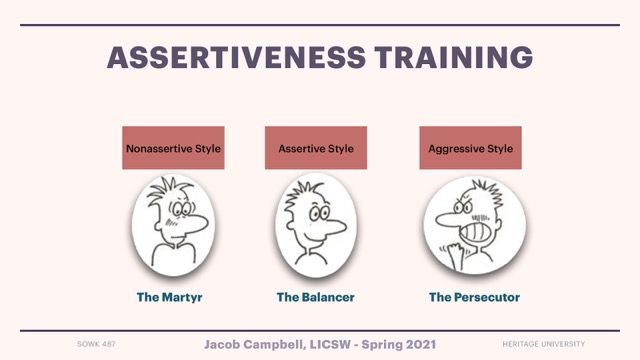 ASSERTIVENESS TRAINING
Nonassertive Style
Assertive Style
Aggressive Style
The Martyr
The Balancer
The Persecutor
SOWK 487
Jacob Campbell, LICSW - Spring 2021
HERITAGE UNIVERSITY